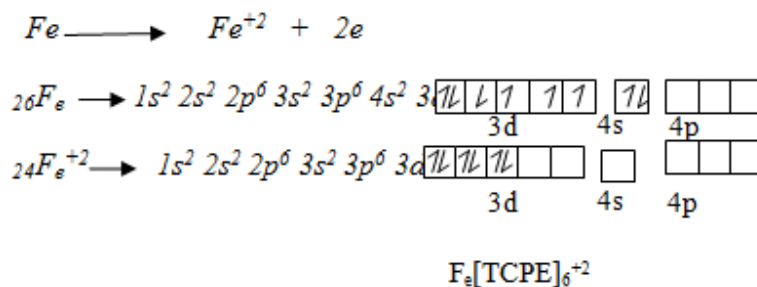 Fe ⟶ Fe⁺² + 2e
₂₆Fₑ ⟶ 1s² 2s² 2p⁶ 3s² 3p⁶ 4s² 3d ⥮ ⇂ ↿ ↿ ↿ ⥮
3d 4s 4p
₂₄Fₑ⁺² ⟶ 1s² 2s² 2p⁶ 3s² 3p⁶ 3d ⥮ ⥮ ⥮
3d 4s 4p
Fₑ[TCPE]₆⁺²